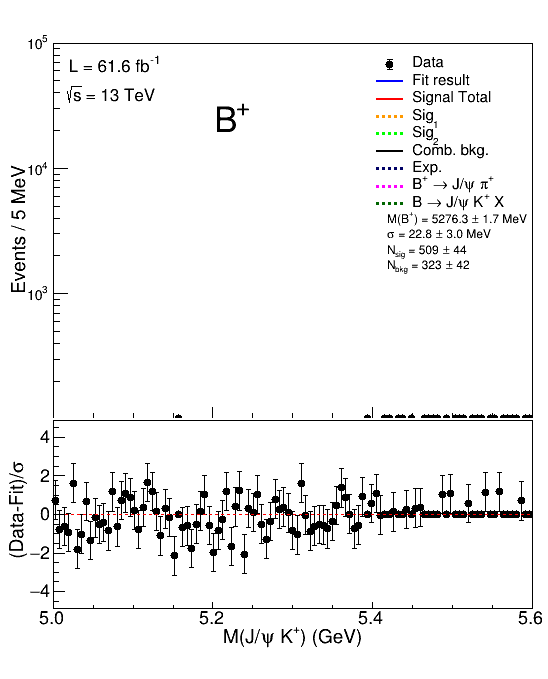 10⁵
L = 61.6 fb⁻¹
√s = 13 TeV
B⁺
Data
Fit result
Signal Total
Sig₁
Sig₂
Comb. bkg.
Exp.
B⁺ → J/ψ π⁺
B → J/ψ K⁺ X
M(B⁺) = 5276.3 ± 1.7 MeV
σ = 22.8 ± 3.0 MeV
N_sig = 509 ± 44
N_bkg = 323 ± 42
10⁴
10³
Events / 5 MeV
4
2
0
−2
−4
(Data-Fit)/σ
5.0 5.2 5.4 5.6
M(J/ψ K⁺) (GeV)